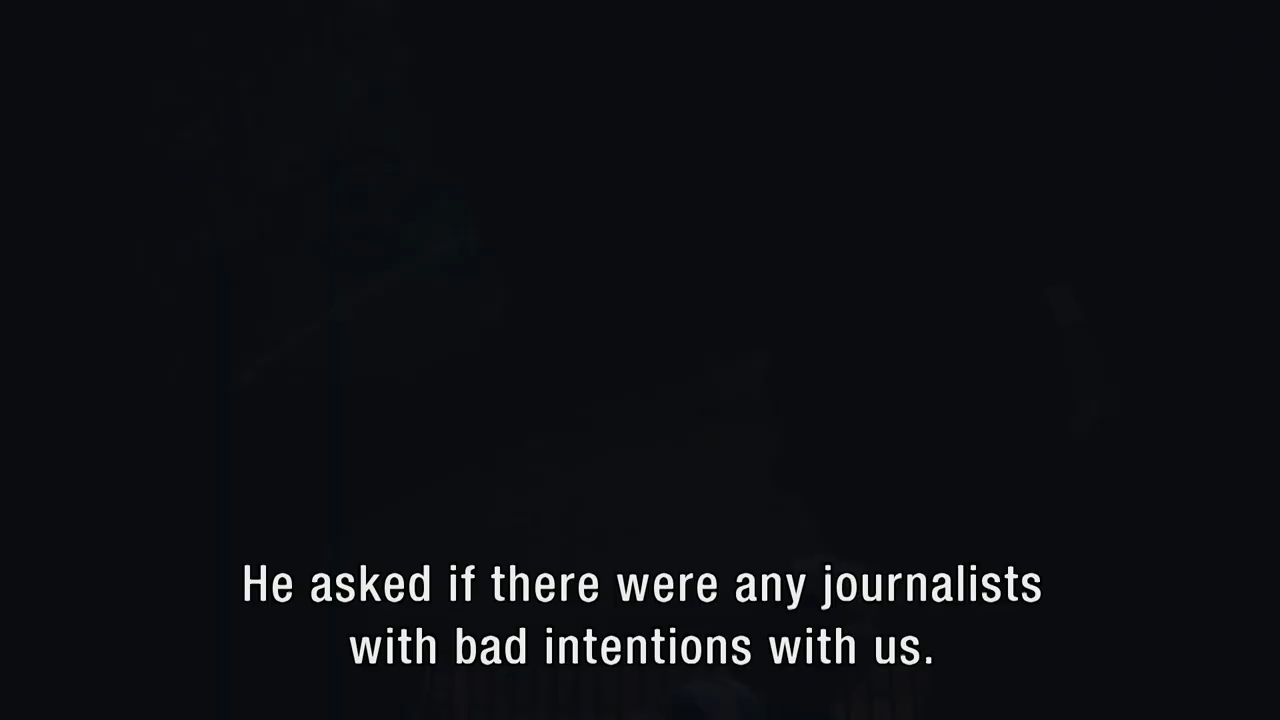 He asked if there were any journalists
with bad intentions with us.